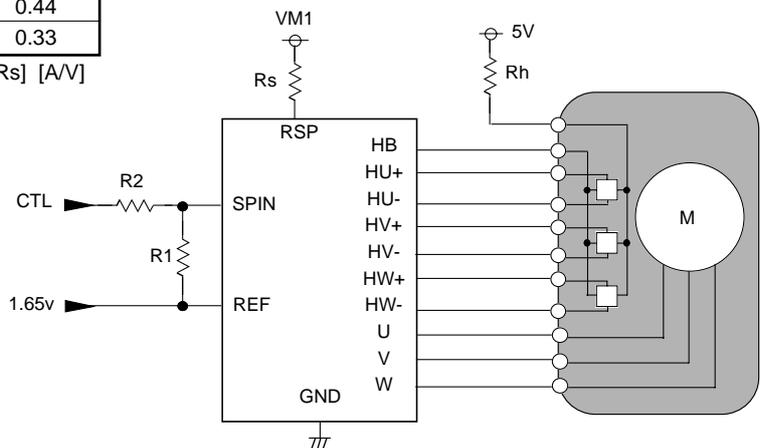 0.44
0.33
Rs] [A/V]
VM1
5V
Rs
Rh
RSP
HB
HU+
R2
HU-
CTL
SPIN
HV+
R1
HV-
HW+
1.65v
REF
HW-
U
V
W
GND
M